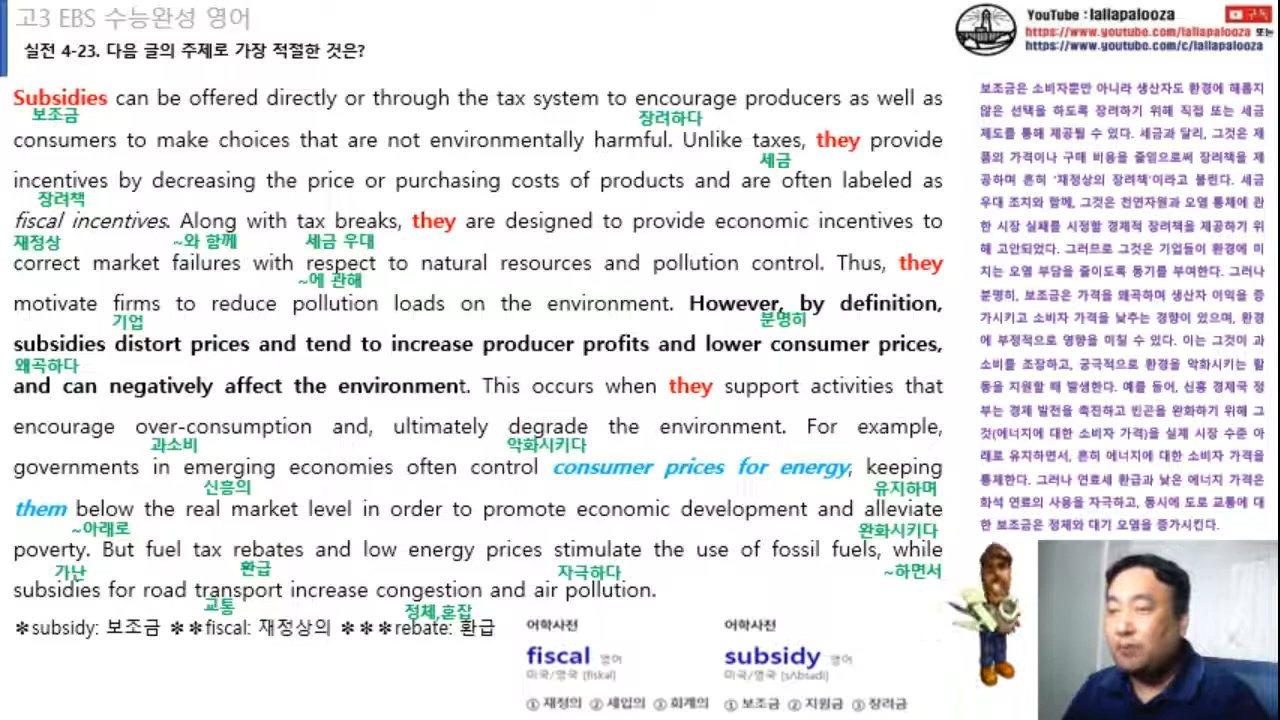 고3 EBS 수능완성 영어
실전 4-23. 다음 글의 주제로 가장 적절한 것은?
YouTube : lallapalooza
구독
https://www.youtube.com/lallapalooza 또는
https://www.youtube.com/c/lallapalooza
Subsidies can be offered directly or through the tax system to encourage producers as well as
보조금 장려하다
consumers to make choices that are not environmentally harmful. Unlike taxes, they provide
세금
incentives by decreasing the price or purchasing costs of products and are often labeled as
장려책
fiscal incentives. Along with tax breaks, they are designed to provide economic incentives to
재정상 ~와 함께 세금 우대
correct market failures with respect to natural resources and pollution control. Thus, they
~에 관해
motivate firms to reduce pollution loads on the environment. However, by definition,
기업 분명히
subsidies distort prices and tend to increase producer profits and lower consumer prices,
왜곡하다
and can negatively affect the environment. This occurs when they support activities that
encourage over-consumption and, ultimately degrade the environment. For example,
과소비 악화시키다
governments in emerging economies often control consumer prices for energy, keeping
신흥의 유지하며
them below the real market level in order to promote economic development and alleviate
~아래로 완화시키다
poverty. But fuel tax rebates and low energy prices stimulate the use of fossil fuels, while
가난 환급 자극하다 ~하면서
subsidies for road transport increase congestion and air pollution.
교통 정체,혼잡
＊subsidy: 보조금 ＊＊fiscal: 재정상의 ＊＊＊rebate: 환급
보조금은 소비자뿐만 아니라 생산자도 환경에 해롭지
않은 선택을 하도록 장려하기 위해 직접 또는 세금
제도를 통해 제공될 수 있다. 세금과 달리, 그것은 제
품의 가격이나 구매 비용을 줄임으로써 장려책을 제
공하며 흔히 '재정상의 장려책'이라고 불린다. 세금
우대 조치와 함께, 그것은 천연자원과 오염 통제에 관
한 시장 실패를 시정할 경제적 장려책을 제공하기 위
해 고안되었다. 그러므로 그것은 기업들이 환경에 미
치는 오염 부담을 줄이도록 동기를 부여한다. 그러나
분명히, 보조금은 가격을 왜곡하며 생산자 이익을 증
가시키고 소비자 가격을 낮추는 경향이 있으며, 환경
에 부정적으로 영향을 미칠 수 있다. 이는 그것이 과
소비를 조장하고, 궁극적으로 환경을 악화시키는 활
동을 지원할 때 발생한다. 예를 들어, 신흥 경제국 정
부는 경제 발전을 촉진하고 빈곤을 완화하기 위해 그
것(에너지에 대한 소비자 가격)을 실제 시장 수준 아
래로 유지하면서, 흔히 에너지에 대한 소비자 가격을
통제한다. 그러나 연료세 환급과 낮은 에너지 가격은
화석 연료의 사용을 자극하고, 동시에 도로 교통에 대
한 보조금은 정체와 대기 오염을 증가시킨다.
어학사전 어학사전
fiscal 영어 subsidy 영어
미국/영국 [fískəl] 미국/영국 [sʌ́bsədi]
① 재정의 ② 세입의 ③ 회계의 ① 보조금 ② 지원금 ③ 장려금